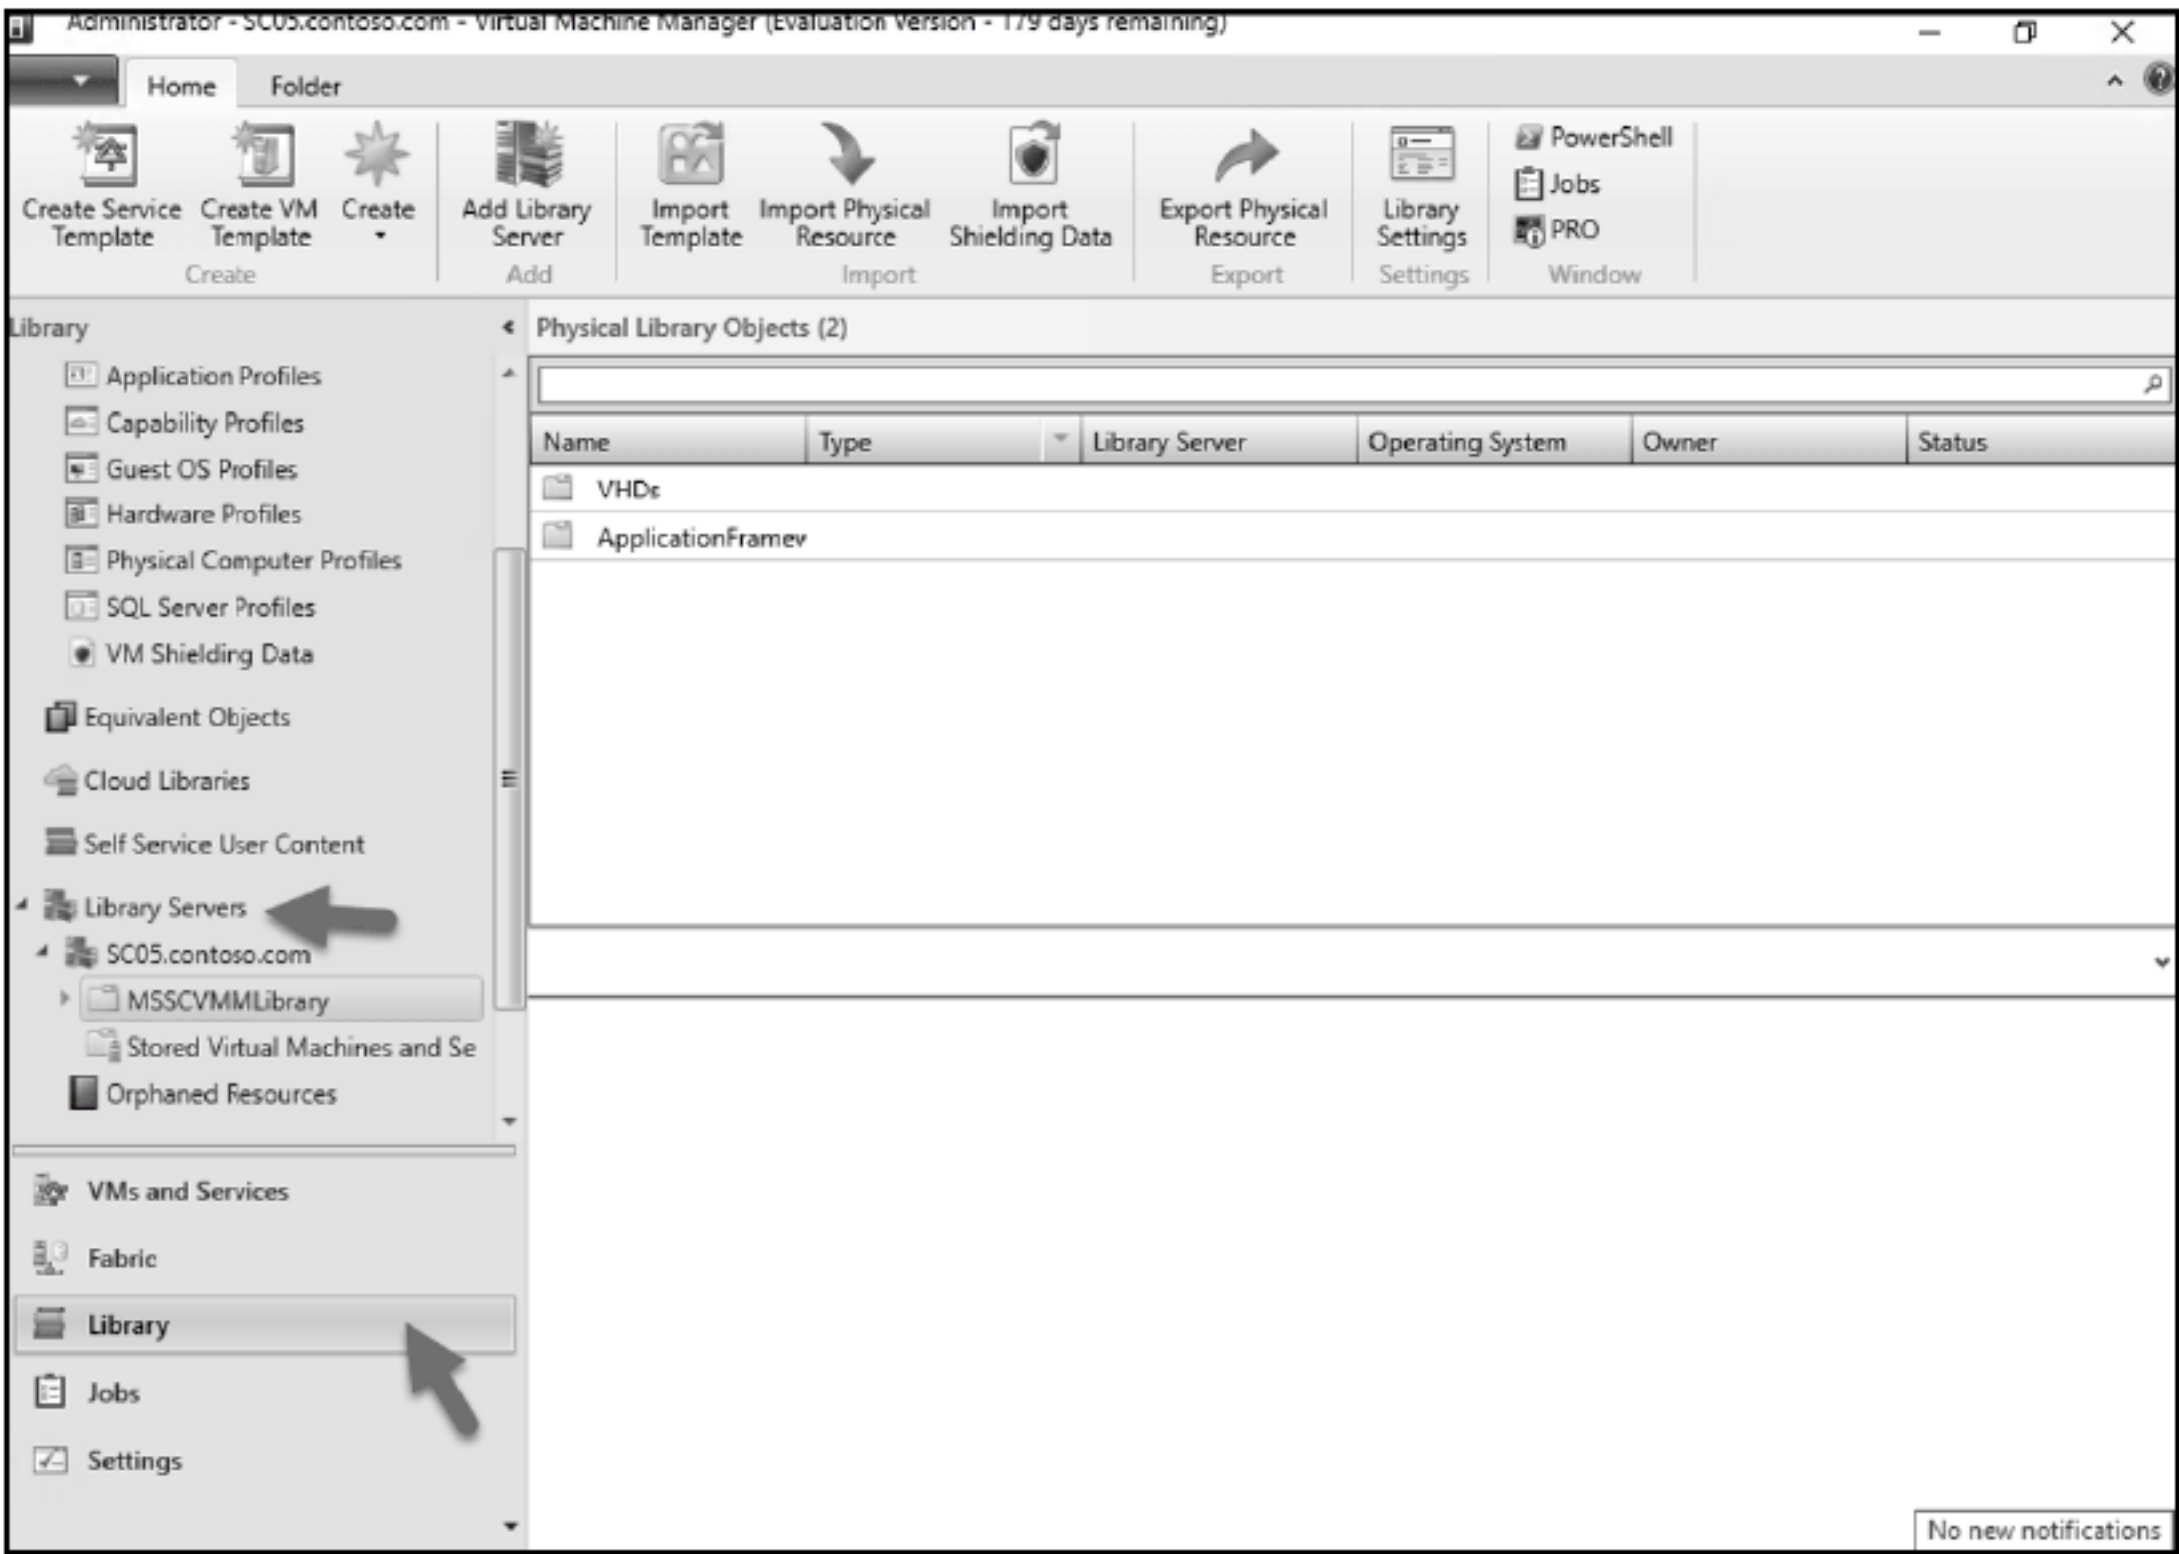 Administrator - SC05.contoso.com - Virtual Machine Manager (Evaluation Version - 179 days remaining)
Home Folder
Create Service Template
Create VM Template
Create
Create
Add Library Server
Add
Import Template
Import Physical Resource
Import Shielding Data
Import
Export Physical Resource
Export
Library Settings
Settings
PowerShell
Jobs
PRO
Window
Library
Application Profiles
Capability Profiles
Guest OS Profiles
Hardware Profiles
Physical Computer Profiles
SQL Server Profiles
VM Shielding Data
Equivalent Objects
Cloud Libraries
Self Service User Content
Library Servers
SC05.contoso.com
MSSCVMMLibrary
Stored Virtual Machines and Se
Orphaned Resources
VMs and Services
Fabric
Library
Jobs
Settings
Physical Library Objects (2)
Name Type Library Server Operating System Owner Status
VHDs
ApplicationFramev
No new notifications